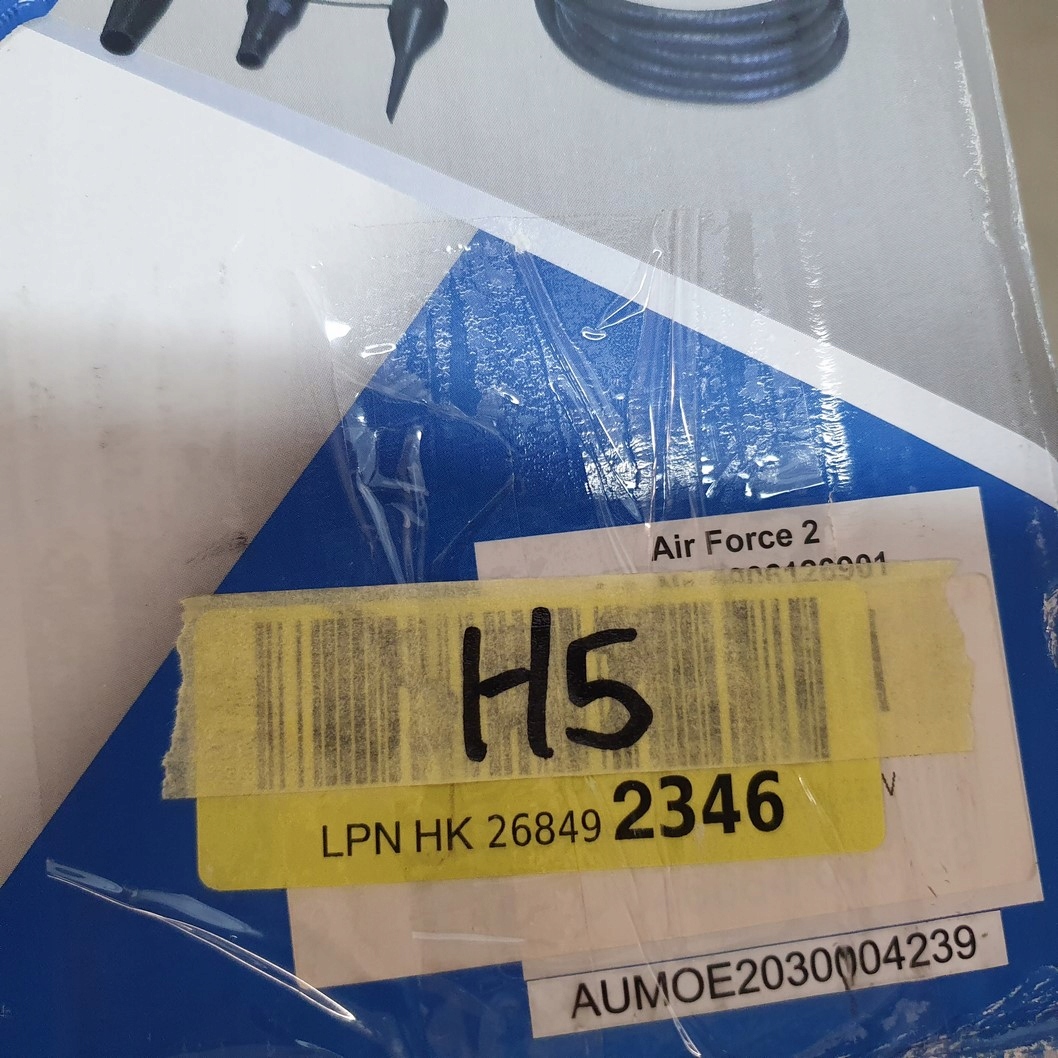 Air Force 2
H5
LPN HK 26849 2346
V
AUMOE2030004239